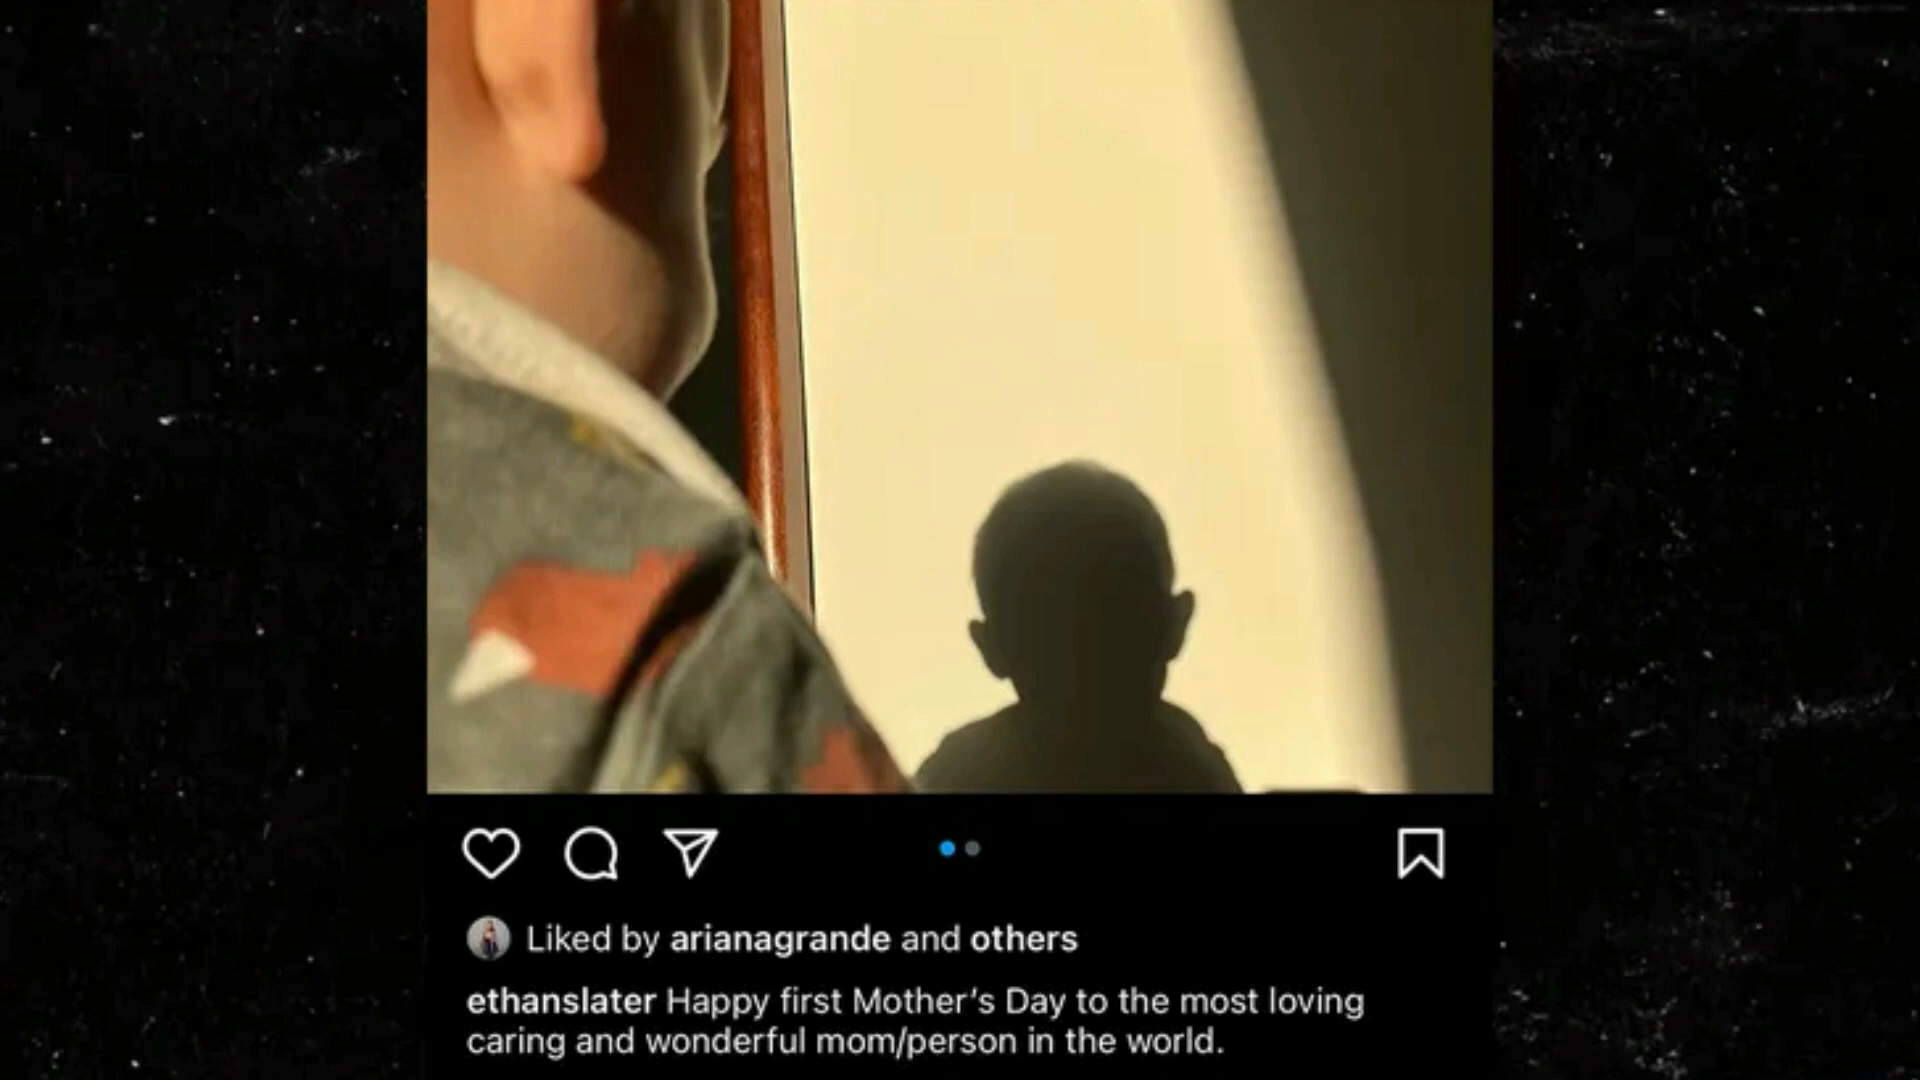 Liked by arianagrande and others
ethanslater Happy first Mother’s Day to the most loving
caring and wonderful mom/person in the world.